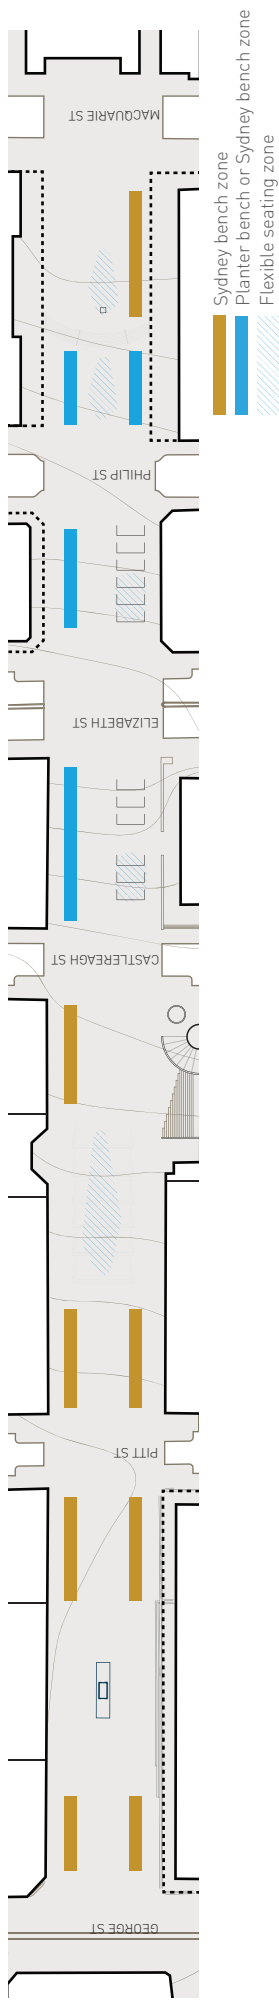 MACQUARIE ST
PHILIP ST
ELIZABETH ST
CASTLEREAGH ST
PITT ST
GEORGE ST
Sydney bench zone
Planter bench or Sydney bench zone
Flexible seating zone